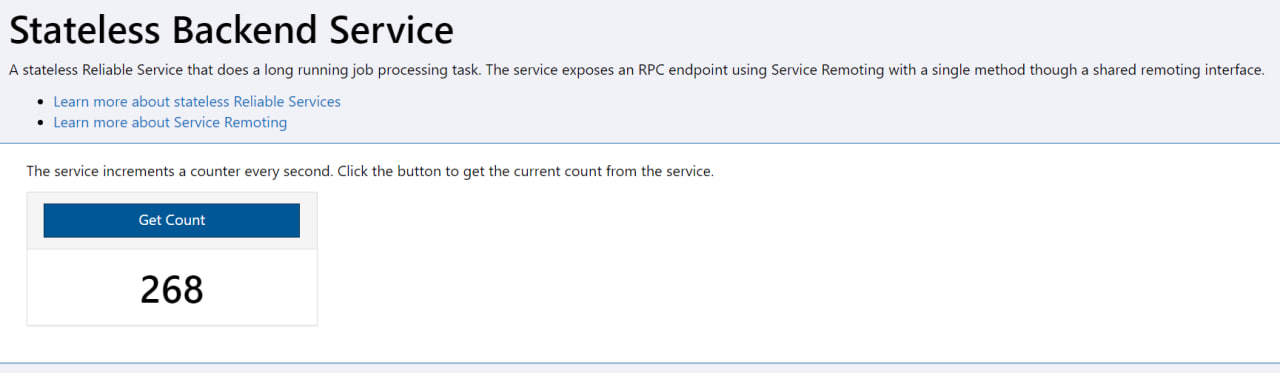 Stateless Backend Service
A stateless Reliable Service that does a long running job processing task. The service exposes an RPC endpoint using Service Remoting with a single method though a shared remoting interface.
Learn more about stateless Reliable Services
Learn more about Service Remoting
The service increments a counter every second. Click the button to get the current count from the service.
Get Count
268